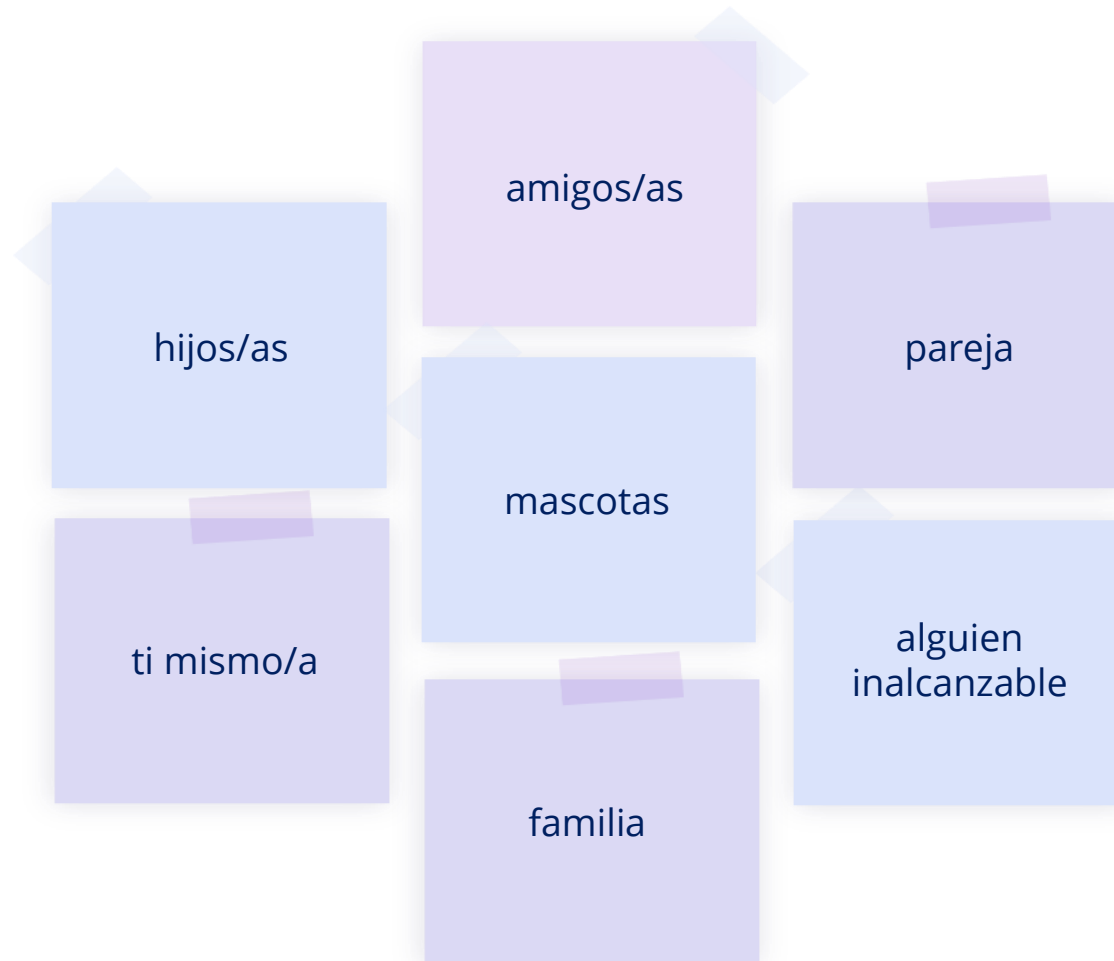 amigos/as
hijos/as
pareja
mascotas
ti mismo/a
alguien
inalcanzable
familia